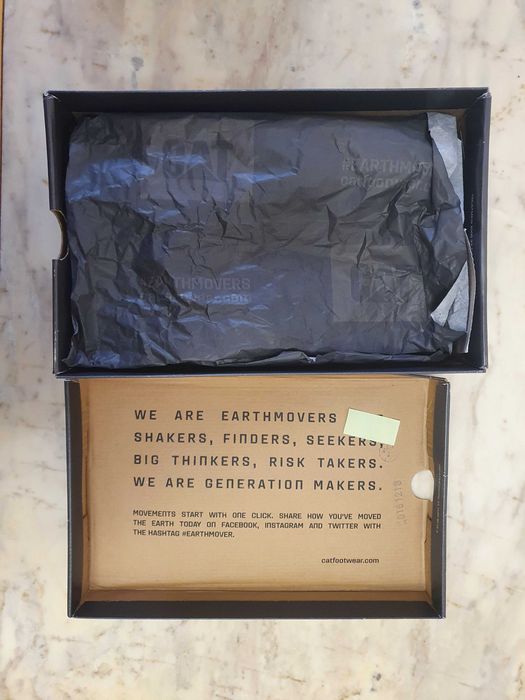 CAT
#EARTHMOV
catfootwear
EARTHMOVERS
WE ARE EARTHMOVERS
SHAKERS, FINDERS, SEEKERS,
BIG THINKERS, RISK TAKERS.
WE ARE GENERATION MAKERS.
MOVEMENTS START WITH ONE CLICK. SHARE HOW YOU'VE MOVED
THE EARTH TODAY ON FACEBOOK, INSTAGRAM AND TWITTER WITH
THE HASHTAG #EARTHMOVER.
catfootwear.com